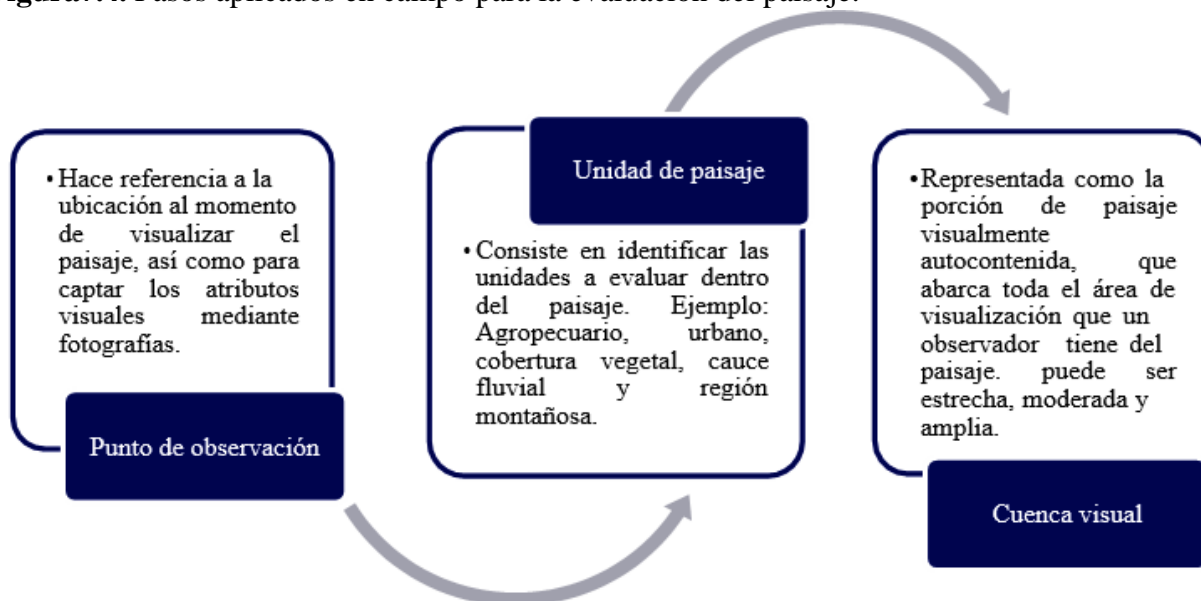 Pasos aplicados en campo para la evaluación del paisaje.
•Hace referencia a la
ubicación al momento
de visualizar el
paisaje, así como para
captar los atributos
visuales mediante
fotografías.
Punto de observación
Unidad de paisaje
•Consiste en identificar las
unidades a evaluar dentro
del paisaje. Ejemplo:
Agropecuario, urbano,
cobertura vegetal, cauce
fluvial y región
montañosa.
•Representada como la
porción de paisaje
visualmente
autocontenida, que
abarca toda el área de
visualización que un
observador tiene del
paisaje. puede ser
estrecha, moderada y
amplia.
Cuenca visual